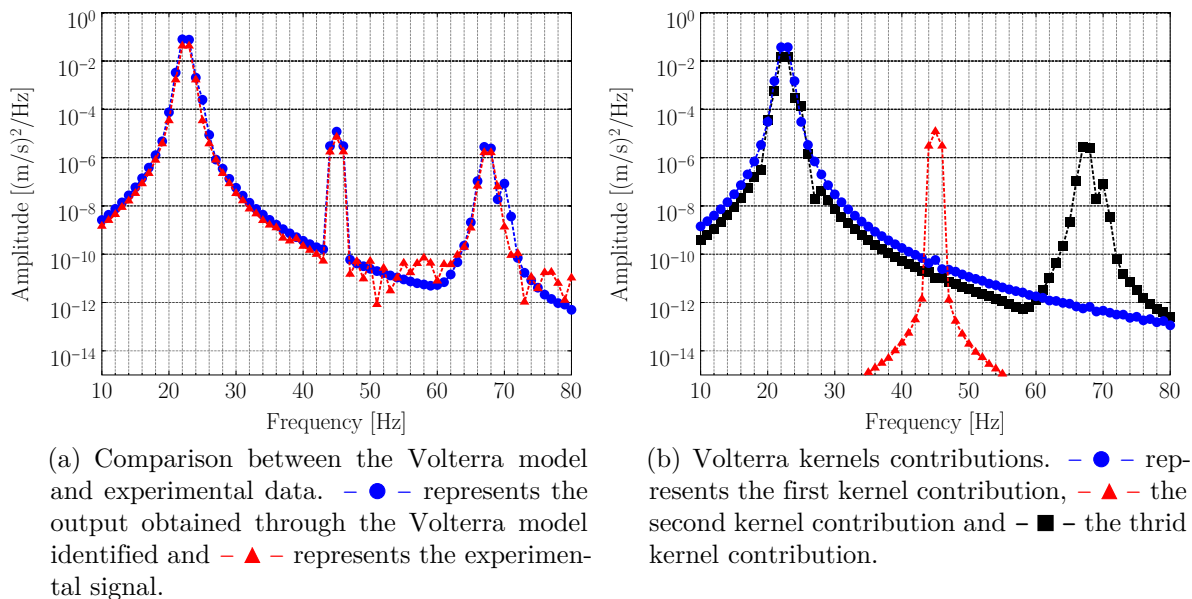 10^0
10^-2
10^-4
10^-6
10^-8
10^-10
10^-12
10^-14
Amplitude [(m/s)^2/Hz]
10 20 30 40 50 60 70 80
Frequency [Hz]
10^0
10^-2
10^-4
10^-6
10^-8
10^-10
10^-12
10^-14
Amplitude [(m/s)^2/Hz]
10 20 30 40 50 60 70 80
Frequency [Hz]
(a) Comparison between the Volterra model
and experimental data. – ● – represents the
output obtained through the Volterra model
identified and – ▲ – represents the experimen-
tal signal.
(b) Volterra kernels contributions. – ● – rep-
resents the first kernel contribution, – ▲ – the
second kernel contribution and – ■ – the thrid
kernel contribution.